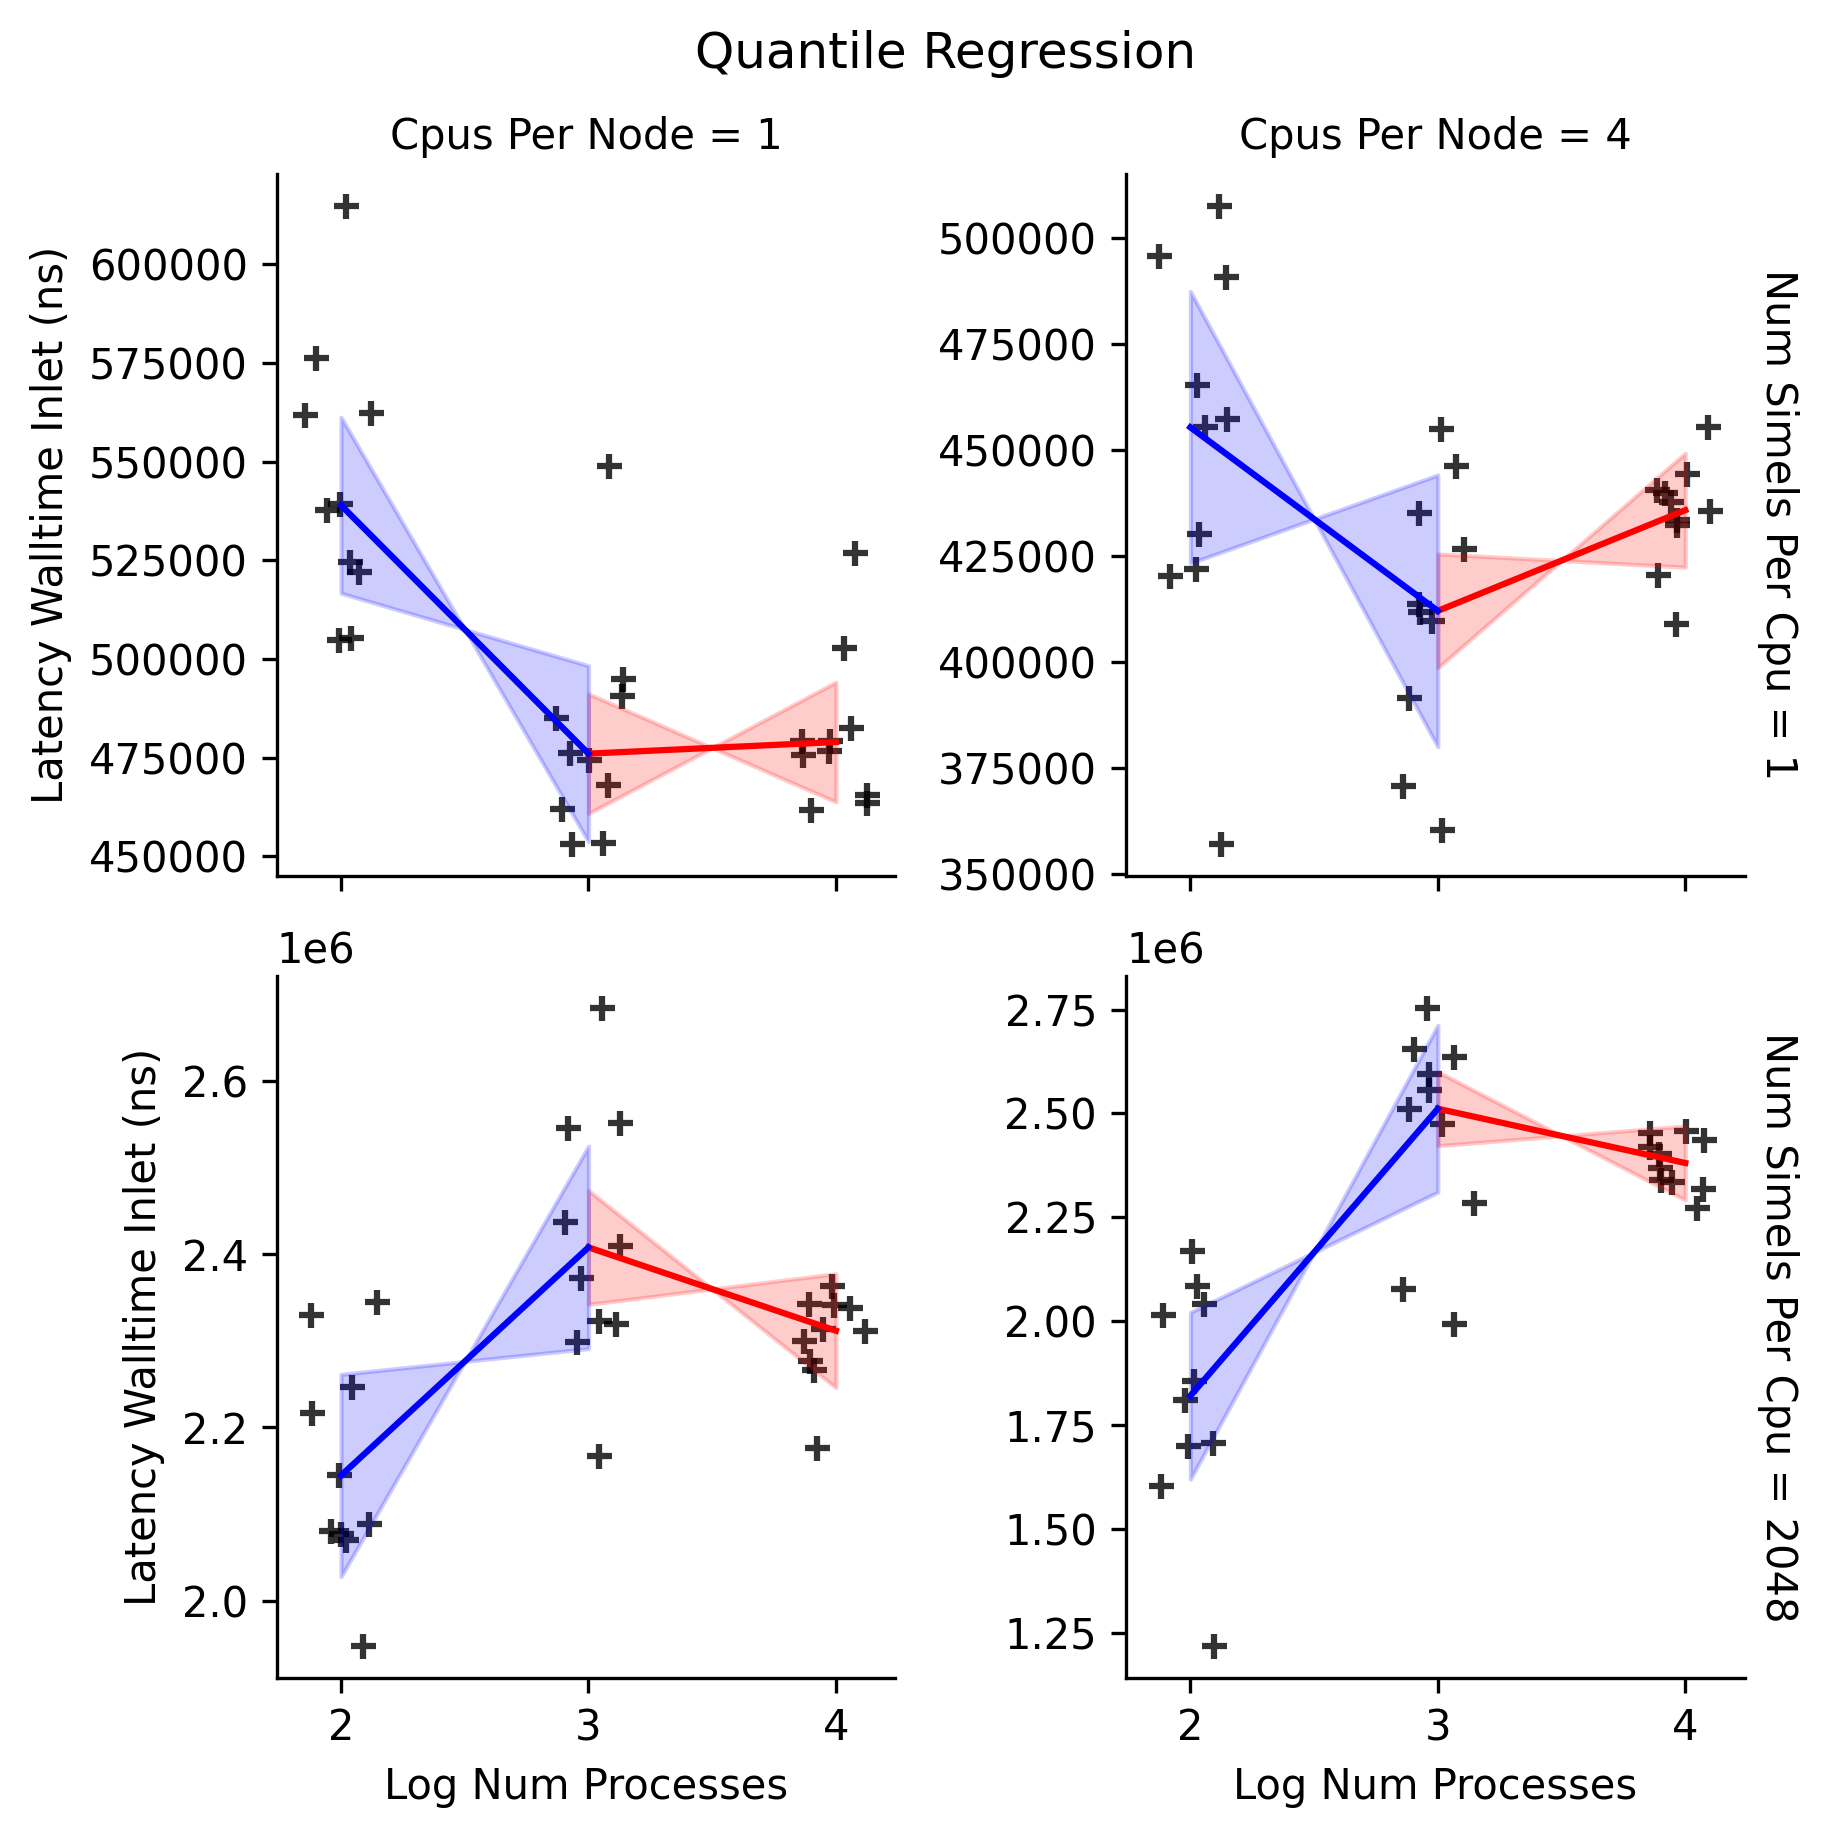 Quantile Regression
Cpus Per Node = 1
Cpus Per Node = 4
Latency Walltime Inlet (ns)
600000
575000
550000
525000
500000
475000
450000
500000
475000
450000
425000
400000
375000
350000
Num Simels Per Cpu = 1
1e6
Latency Walltime Inlet (ns)
2.6
2.4
2.2
2.0
2
3
4
Log Num Processes
1e6
2.75
2.50
2.25
2.00
1.75
1.50
1.25
2
3
4
Log Num Processes
Num Simels Per Cpu = 2048